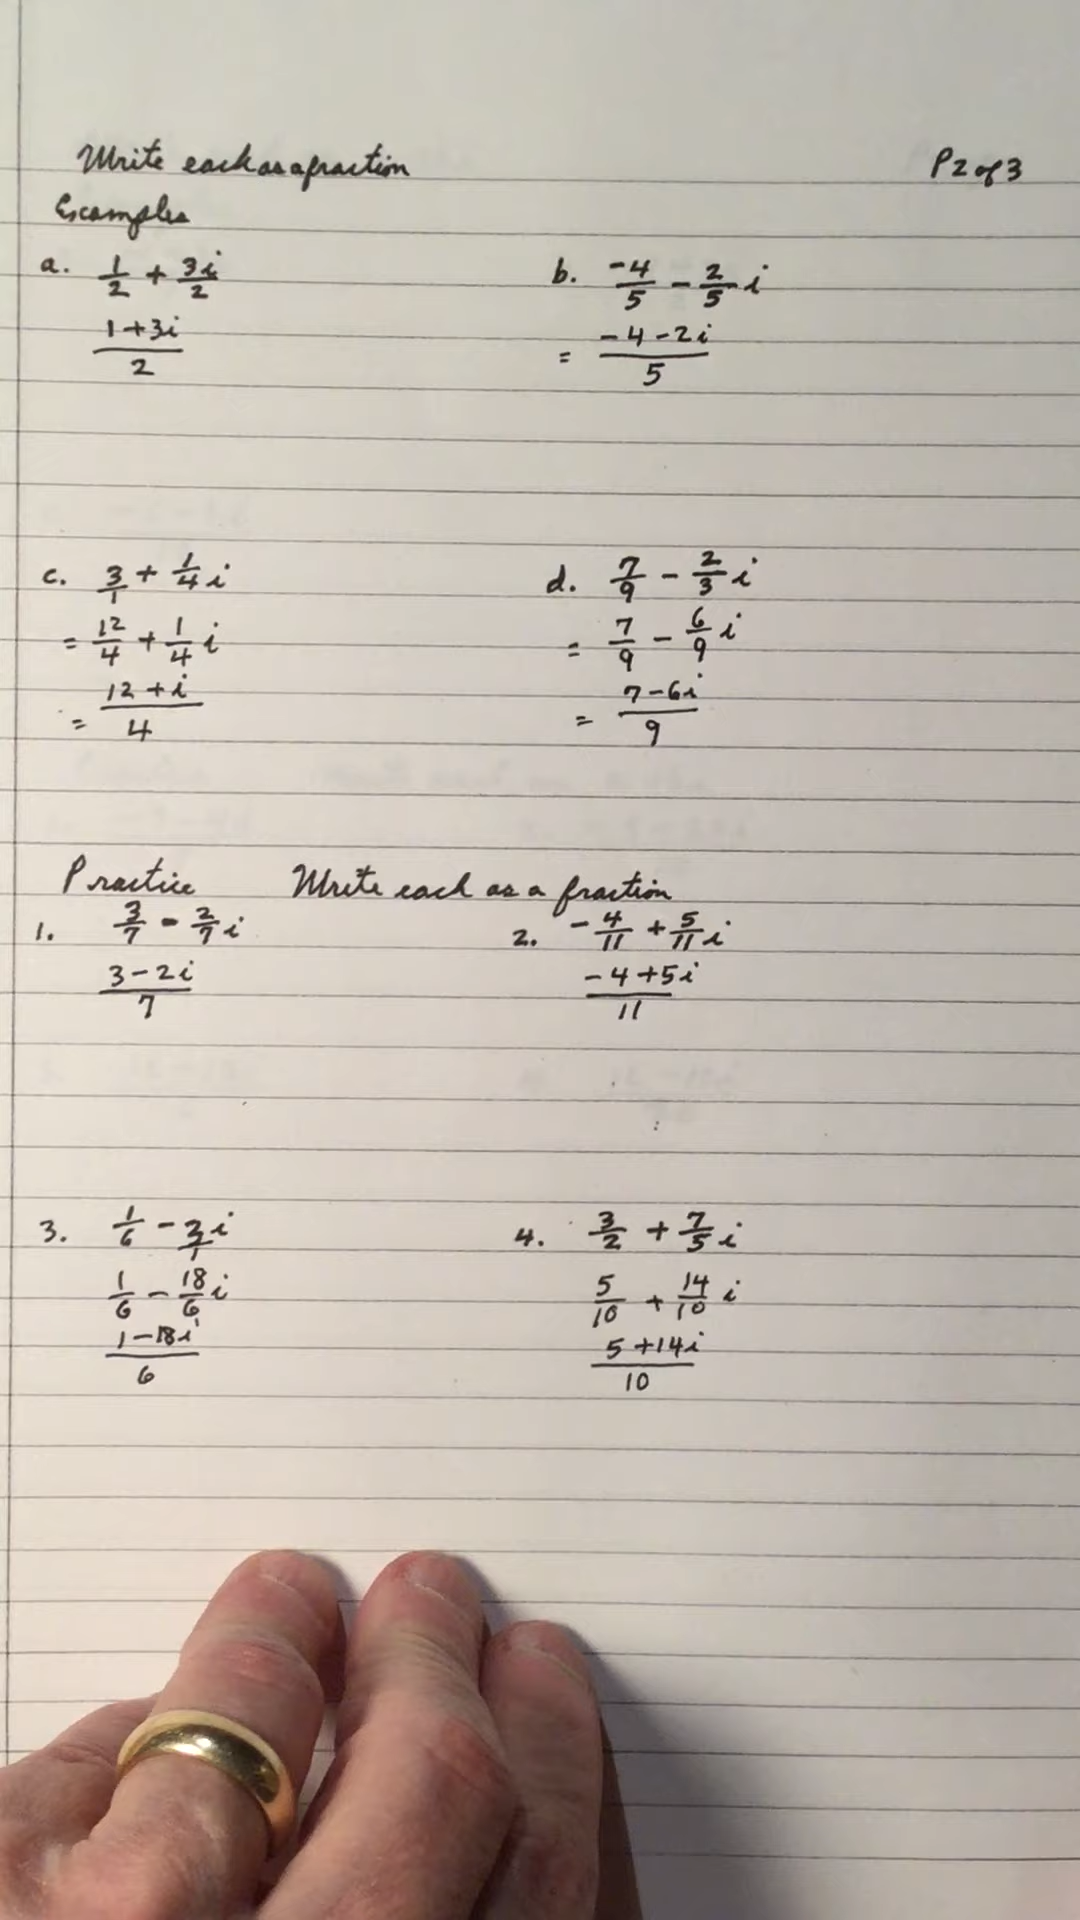 Write each as a fraction P2 of 3
Examples
a. 1/2 + 3i/2
(1+3i)/2
b. -4/5 - 2/5 i
= (-4-2i)/5
c. 3/1 + 1/4 i
= 12/4 + 1/4 i
= (12+i)/4
d. 7/9 - 2/3 i
= 7/9 - 6/9 i
= (7-6i)/9
Practice Write each as a fraction
1. 3/7 - 2/7 i
(3-2i)/7
2. -4/11 + 5/11 i
(-4+5i)/11
3. 1/6 - 3/1 i
1/6 - 18/6 i
(1-18i)/6
4. 3/2 + 7/5 i
5/10 + 14/10 i
(5+14i)/10